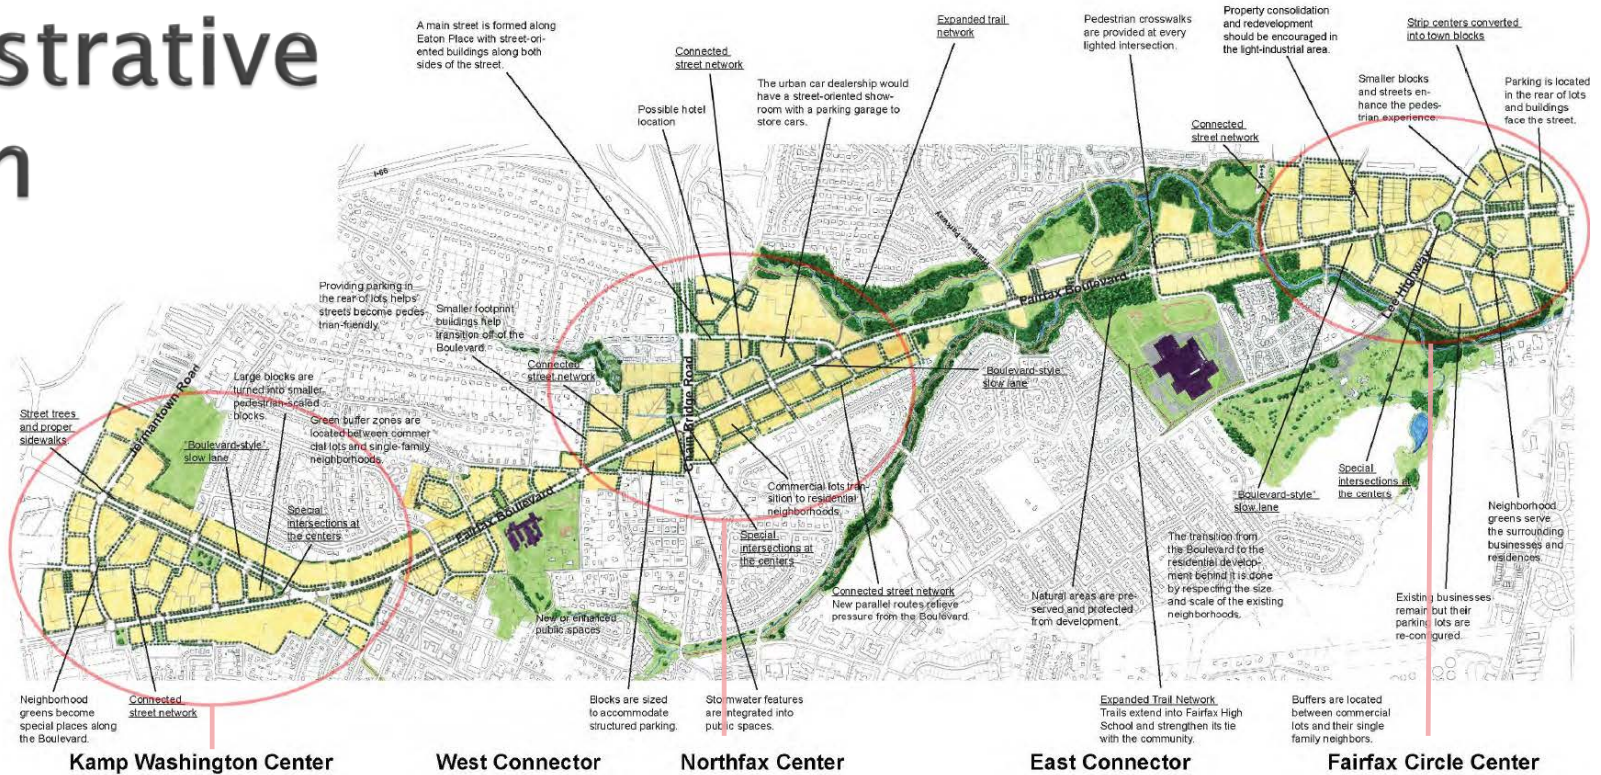 strative
n
A main street is formed along
Eaton Place with street-ori-
ented buildings along both
sides of the street.
Connected
street network
Possible hotel
location
The urban car dealership would
have a street-oriented show-
room with a parking garage to
store cars.
Expanded trail
network
Pedestrian crosswalks
are provided at every
lighted intersection.
Property consolidation
and redevelopment
should be encouraged in
the light-industrial area.
Strip centers converted
into town blocks
Smaller blocks
and streets en-
hance the pedes-
trian experience.
Parking is located
in the rear of lots
and buildings
face the street.
Connected
street network
I-66
Providing parking in
the rear of lots helps
streets become pedes-
trian-friendly.
Smaller footprint
buildings help
transition off of the
Boulevard.
Connected
street network
Chain Bridge Road
Fairfax Boulevard
Lee Highway
"Boulevard-style"
slow lane
Jermantown Road
Large blocks are
turned into smaller
pedestrian-scaled
blocks.
Street trees
and proper
sidewalks.
"Boulevard-style"
slow lane
Green buffer zones are
located between commer
cial lots and single-family
neighborhoods.
Special
intersections at
the centers
Fairfax Boulevard
Commercial lots tran-
sition to residential
neighborhoods.
Special
intersections at
the centers
"Boulevard-style"
slow lane
Special
intersections at
the centers
Neighborhood
greens serve
the surrounding
businesses and
residences.
The transition from
the Boulevard to the
residential develop-
ment behind it is done
by respecting the size
and scale of the existing
neighborhoods.
Connected street network
New parallel routes relieve
pressure from the Boulevard.
Natural areas are pre-
served and protected
from development.
Existing businesses
remain but their
parking lots are
re-configured.
New or enhanced
public spaces
Neighborhood
greens become
special places along
the Boulevard.
Connected
street network
Blocks are sized
to accommodate
structured parking.
Stormwater features
are integrated into
public spaces.
Expanded Trail Network
Trails extend into Fairfax High
School and strengthen its tie
with the community.
Buffers are located
between commercial
lots and their single
family neighbors.
Kamp Washington Center
West Connector
Northfax Center
East Connector
Fairfax Circle Center